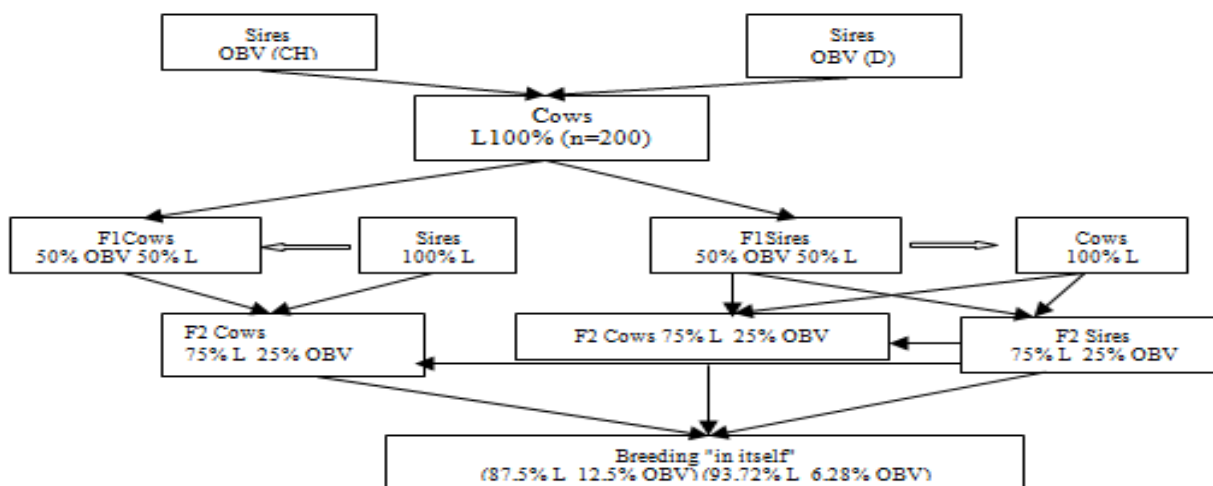 Sires
OBV (CH)
Sires
OBV (D)
Cows
L100% (n=200)
F1Cows
50% OBV 50% L
Sires
100% L
F1Sires
50% OBV 50% L
Cows
100% L
F2 Cows
75% L 25% OBV
F2 Cows 75% L 25% OBV
F2 Sires
75% L 25% OBV
Breeding "in itself"
(87.5% L 12.5% OBV) (93.72% L 6.28% OBV)